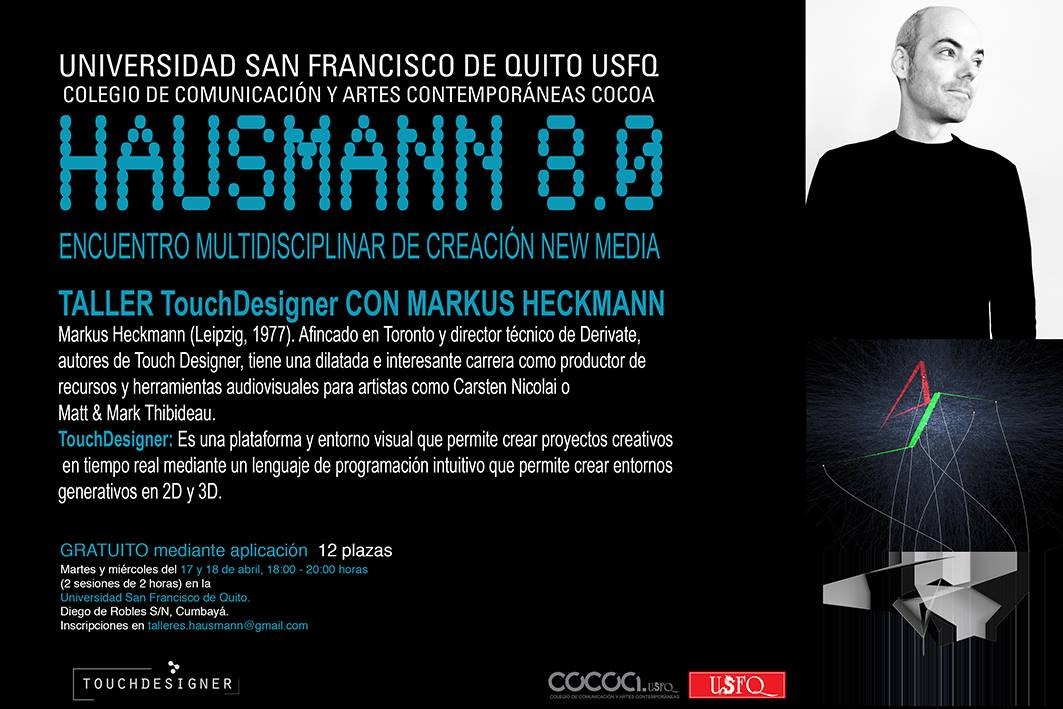 UNIVERSIDAD SAN FRANCISCO DE QUITO USFQ
COLEGIO DE COMUNICACIÓN Y ARTES CONTEMPORÁNEAS COCOA
HAUSMANN 8.0
ENCUENTRO MULTIDISCIPLINAR DE CREACIÓN NEW MEDIA
TALLER TouchDesigner CON MARKUS HECKMANN
Markus Heckmann (Leipzig, 1977). Afincado en Toronto y director técnico de Derivate,
autores de Touch Designer, tiene una dilatada e interesante carrera como productor de
recursos y herramientas audiovisuales para artistas como Carsten Nicolai o
Matt & Mark Thibideau.
TouchDesigner: Es una plataforma y entorno visual que permite crear proyectos creativos
en tiempo real mediante un lenguaje de programación intuitivo que permite crear entornos
generativos en 2D y 3D.
GRATUITO mediante aplicación 12 plazas
Martes y miércoles del 17 y 18 de abril, 18:00 - 20:00 horas
(2 sesiones de 2 horas) en la
Universidad San Francisco de Quito.
Diego de Robles S/N, Cumbayá.
Inscripciones en talleres.hausmann@gmail.com
TOUCHDESIGNER
COCOA.USFQ
COLEGIO DE COMUNICACIÓN Y ARTES CONTEMPORÁNEAS
USFQ